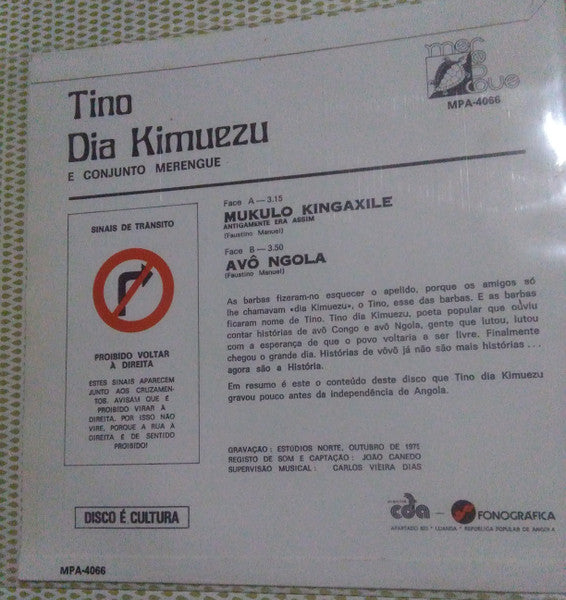 merengue
MPA-4066
Tino
Dia Kimuezu
E CONJUNTO MERENGUE
SINAIS DE TRÂNSITO
PROIBIDO VOLTAR
À DIREITA
ESTES SINAIS APARECEM
JUNTO AOS CRUZAMEN-
TOS. AVISAM QUE É
PROIBIDO VIRAR À
DIREITA. POR ISSO NÃO
VIRE, PORQUE A RUA À
DIREITA É DE SENTIDO
PROIBIDO!
Face A — 3.15
MUKULO KINGAXILE
ANTIGAMENTE ERA ASSIM
(Faustino Manuel)
Face B — 3.50
AVÔ NGOLA
(Faustino Manuel)
As barbas fizeram-no esquecer o apelido, porque os amigos só
lhe chamavam «dia Kimuezu», o Tino, esse das barbas. E as barbas
ficaram nome de Tino. Tino dia Kimuezu, poeta popular que ouviu
contar histórias de avô Congo e avô Ngola, gente que lutou, lutou
com a esperança de que o povo voltaria a ser livre. Finalmente
chegou o grande dia. Histórias de vôvô já não são mais histórias . . .
agora são a História.
Em resumo é este o conteúdo deste disco que Tino dia Kimuezu
gravou pouco antes da independência de Angola.
GRAVAÇÃO : ESTÚDIOS NORTE, OUTUBRO DE 1975
REGISTO DE SOM E CAPTAÇÃO : JOÃO CANEDO
SUPERVISÃO MUSICAL : CARLOS VIEIRA DIAS
DISCO É CULTURA
cda — FONOGRÁFICA
LUANDA * REPÚBLICA POPULAR DE ANGOLA
MPA-4066